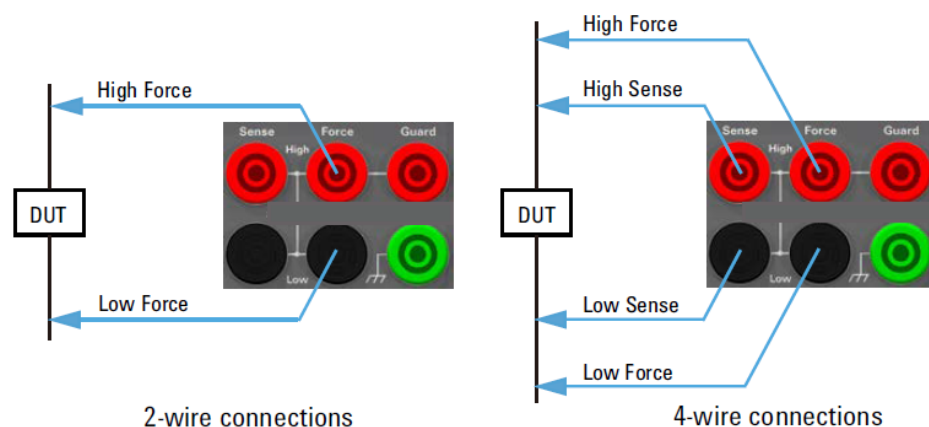 High Force
Sense Force Guard
High
DUT
Low
Low Force
2-wire connections
High Force
High Sense
Sense Force Guard
High
DUT
Low
Low Sense
Low Force
4-wire connections